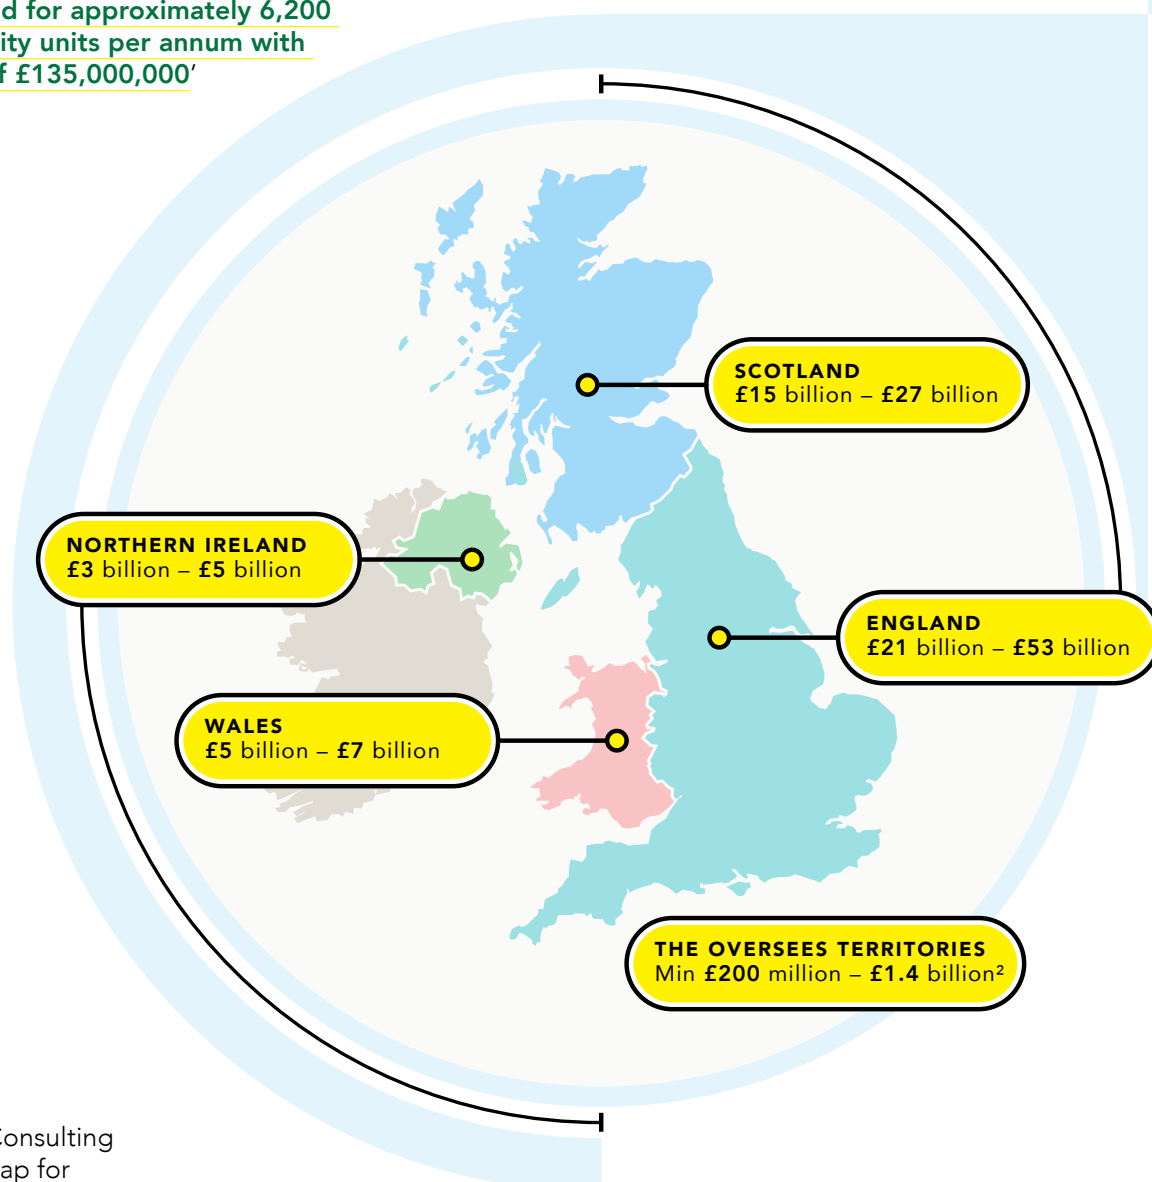 d for approximately 6,200
ity units per annum with
f £135,000,000’
SCOTLAND
£15 billion – £27 billion
NORTHERN IRELAND
£3 billion – £5 billion
ENGLAND
£21 billion – £53 billion
WALES
£5 billion – £7 billion
THE OVERSEES TERRITORIES
Min £200 million – £1.4 billion²
Consulting
ap for